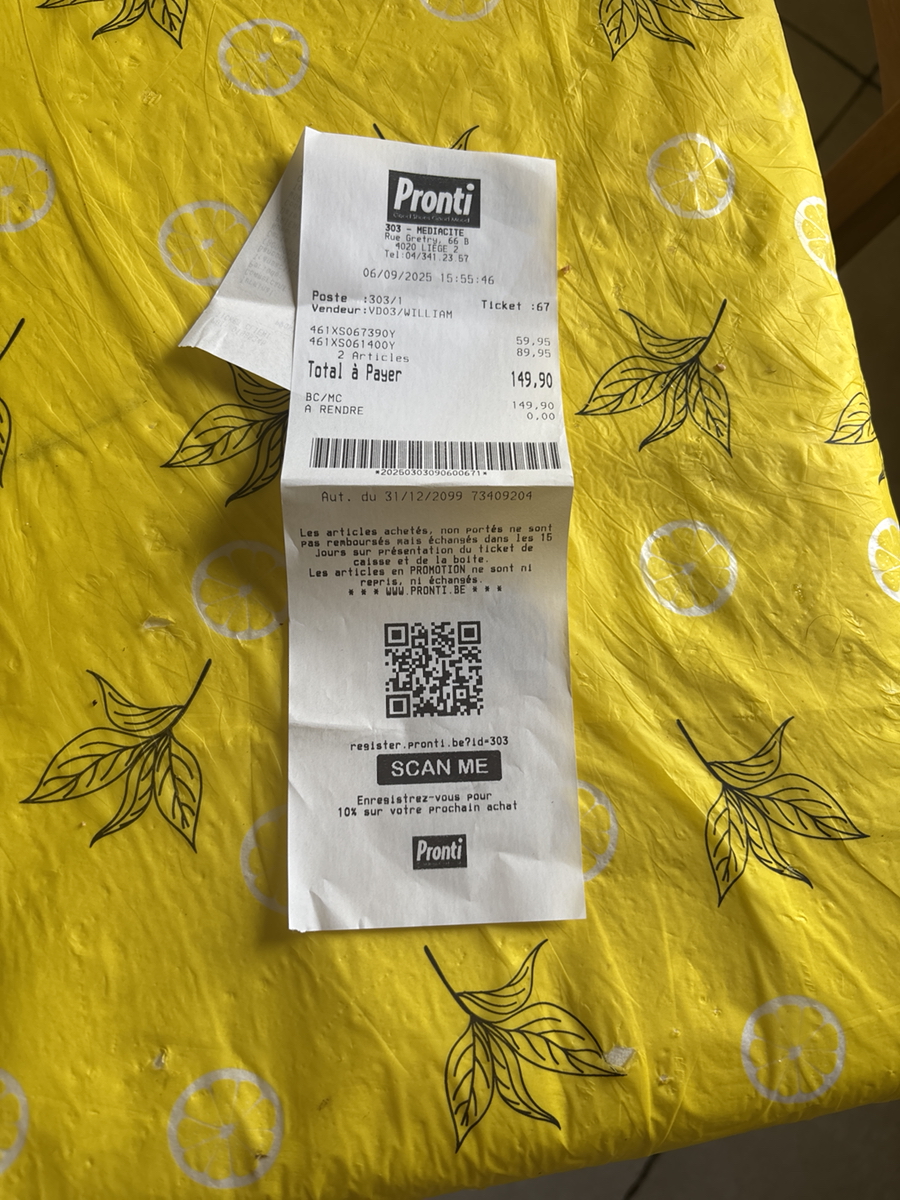 Pronti
303 - MEDIACITE
Rue Gretry, 66 B
4020 LIEGE 2
Tel:04/341.23.57
06/09/2025 15:55:46
Poste :303/1 Ticket :67
Vendeur:VD03/WILLIAM
461XS067390Y 59,95
461XS061400Y 89,95
2 Articles
Total à Payer 149,90
BC/MC 149,90
A RENDRE 0,00
*20250303090600671*
Aut. du 31/12/2099 73409204
Les articles achetés, non portés ne sont
pas remboursés mais échangés dans les 15
Jours sur présentation du ticket de
caisse et de la boite.
Les articles en PROMOTION ne sont ni
repris, ni échangés.
* * * WWW.PRONTI.BE * * *
register.pronti.be?id=303
SCAN ME
Enregistrez-vous pour
10% sur votre prochain achat
Pronti